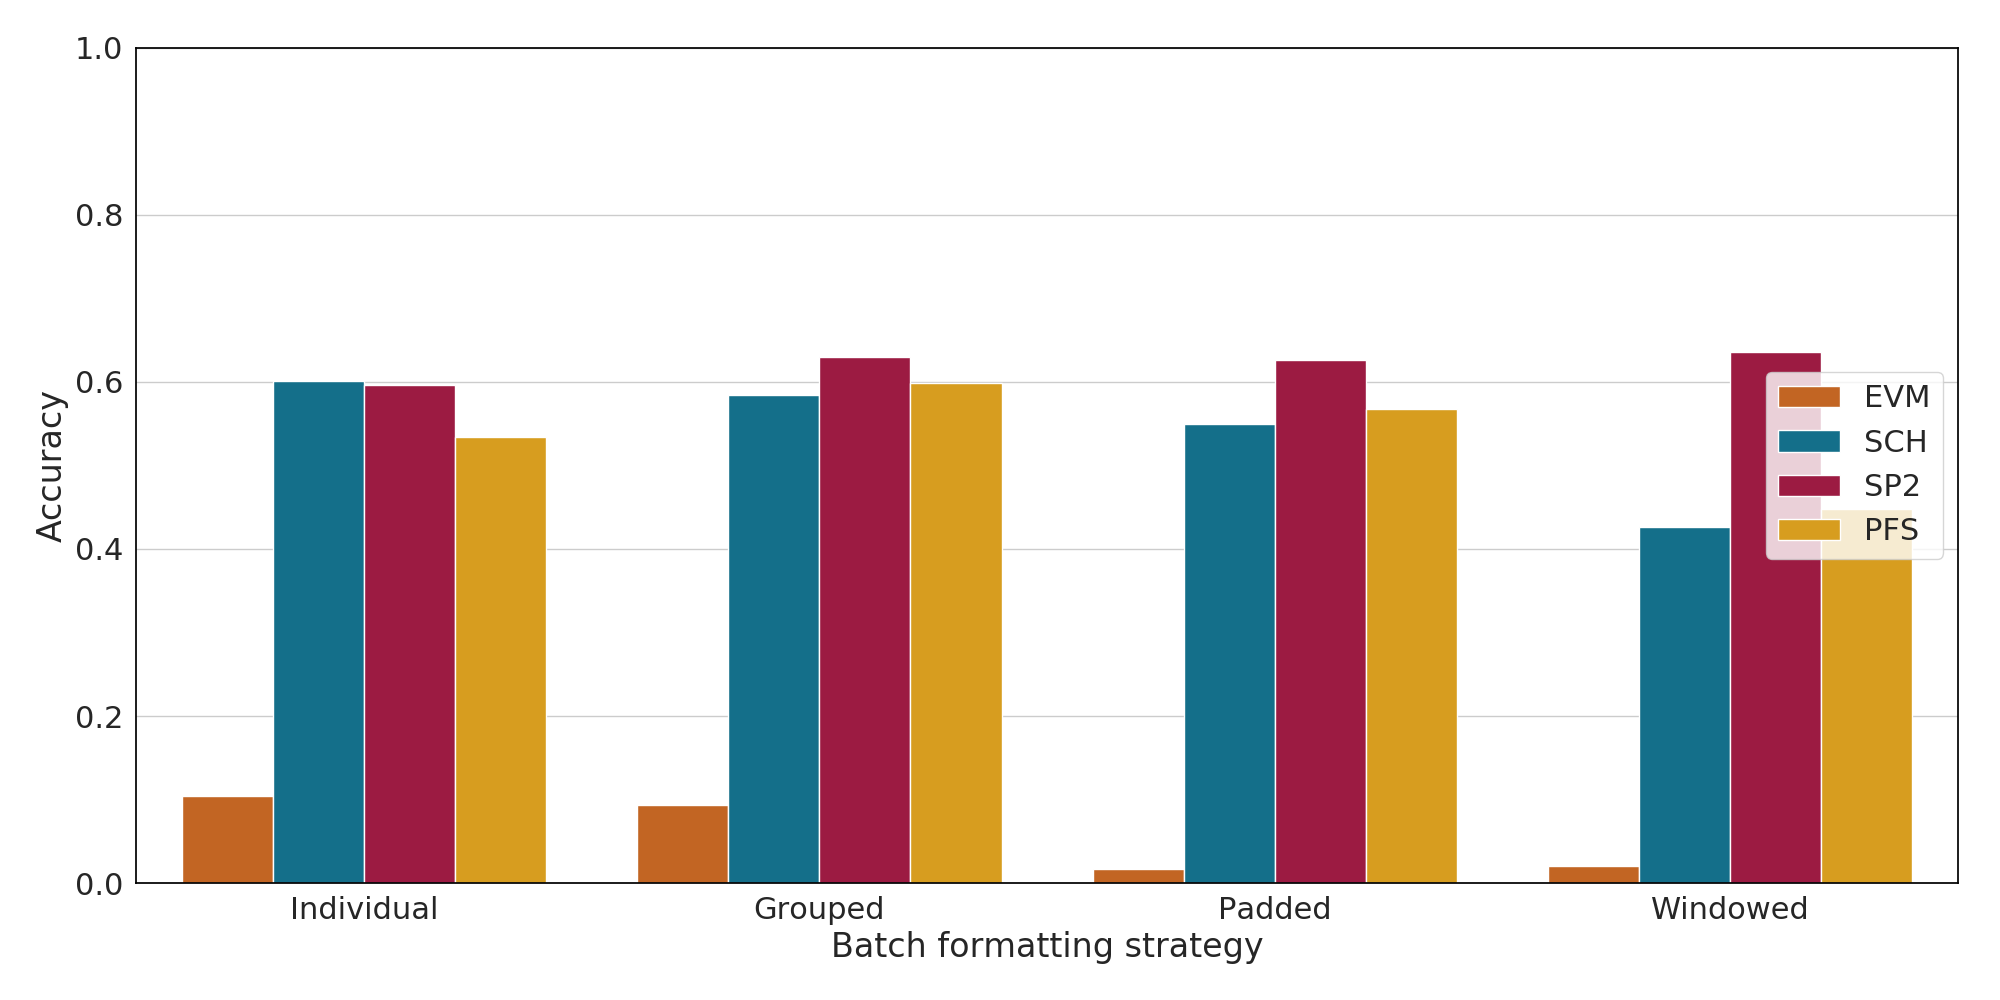 1.0
0.8
0.6
0.4
0.2
0.0
Accuracy
EVM
SCH
SP2
PFS
Individual Grouped Padded Windowed
Batch formatting strategy